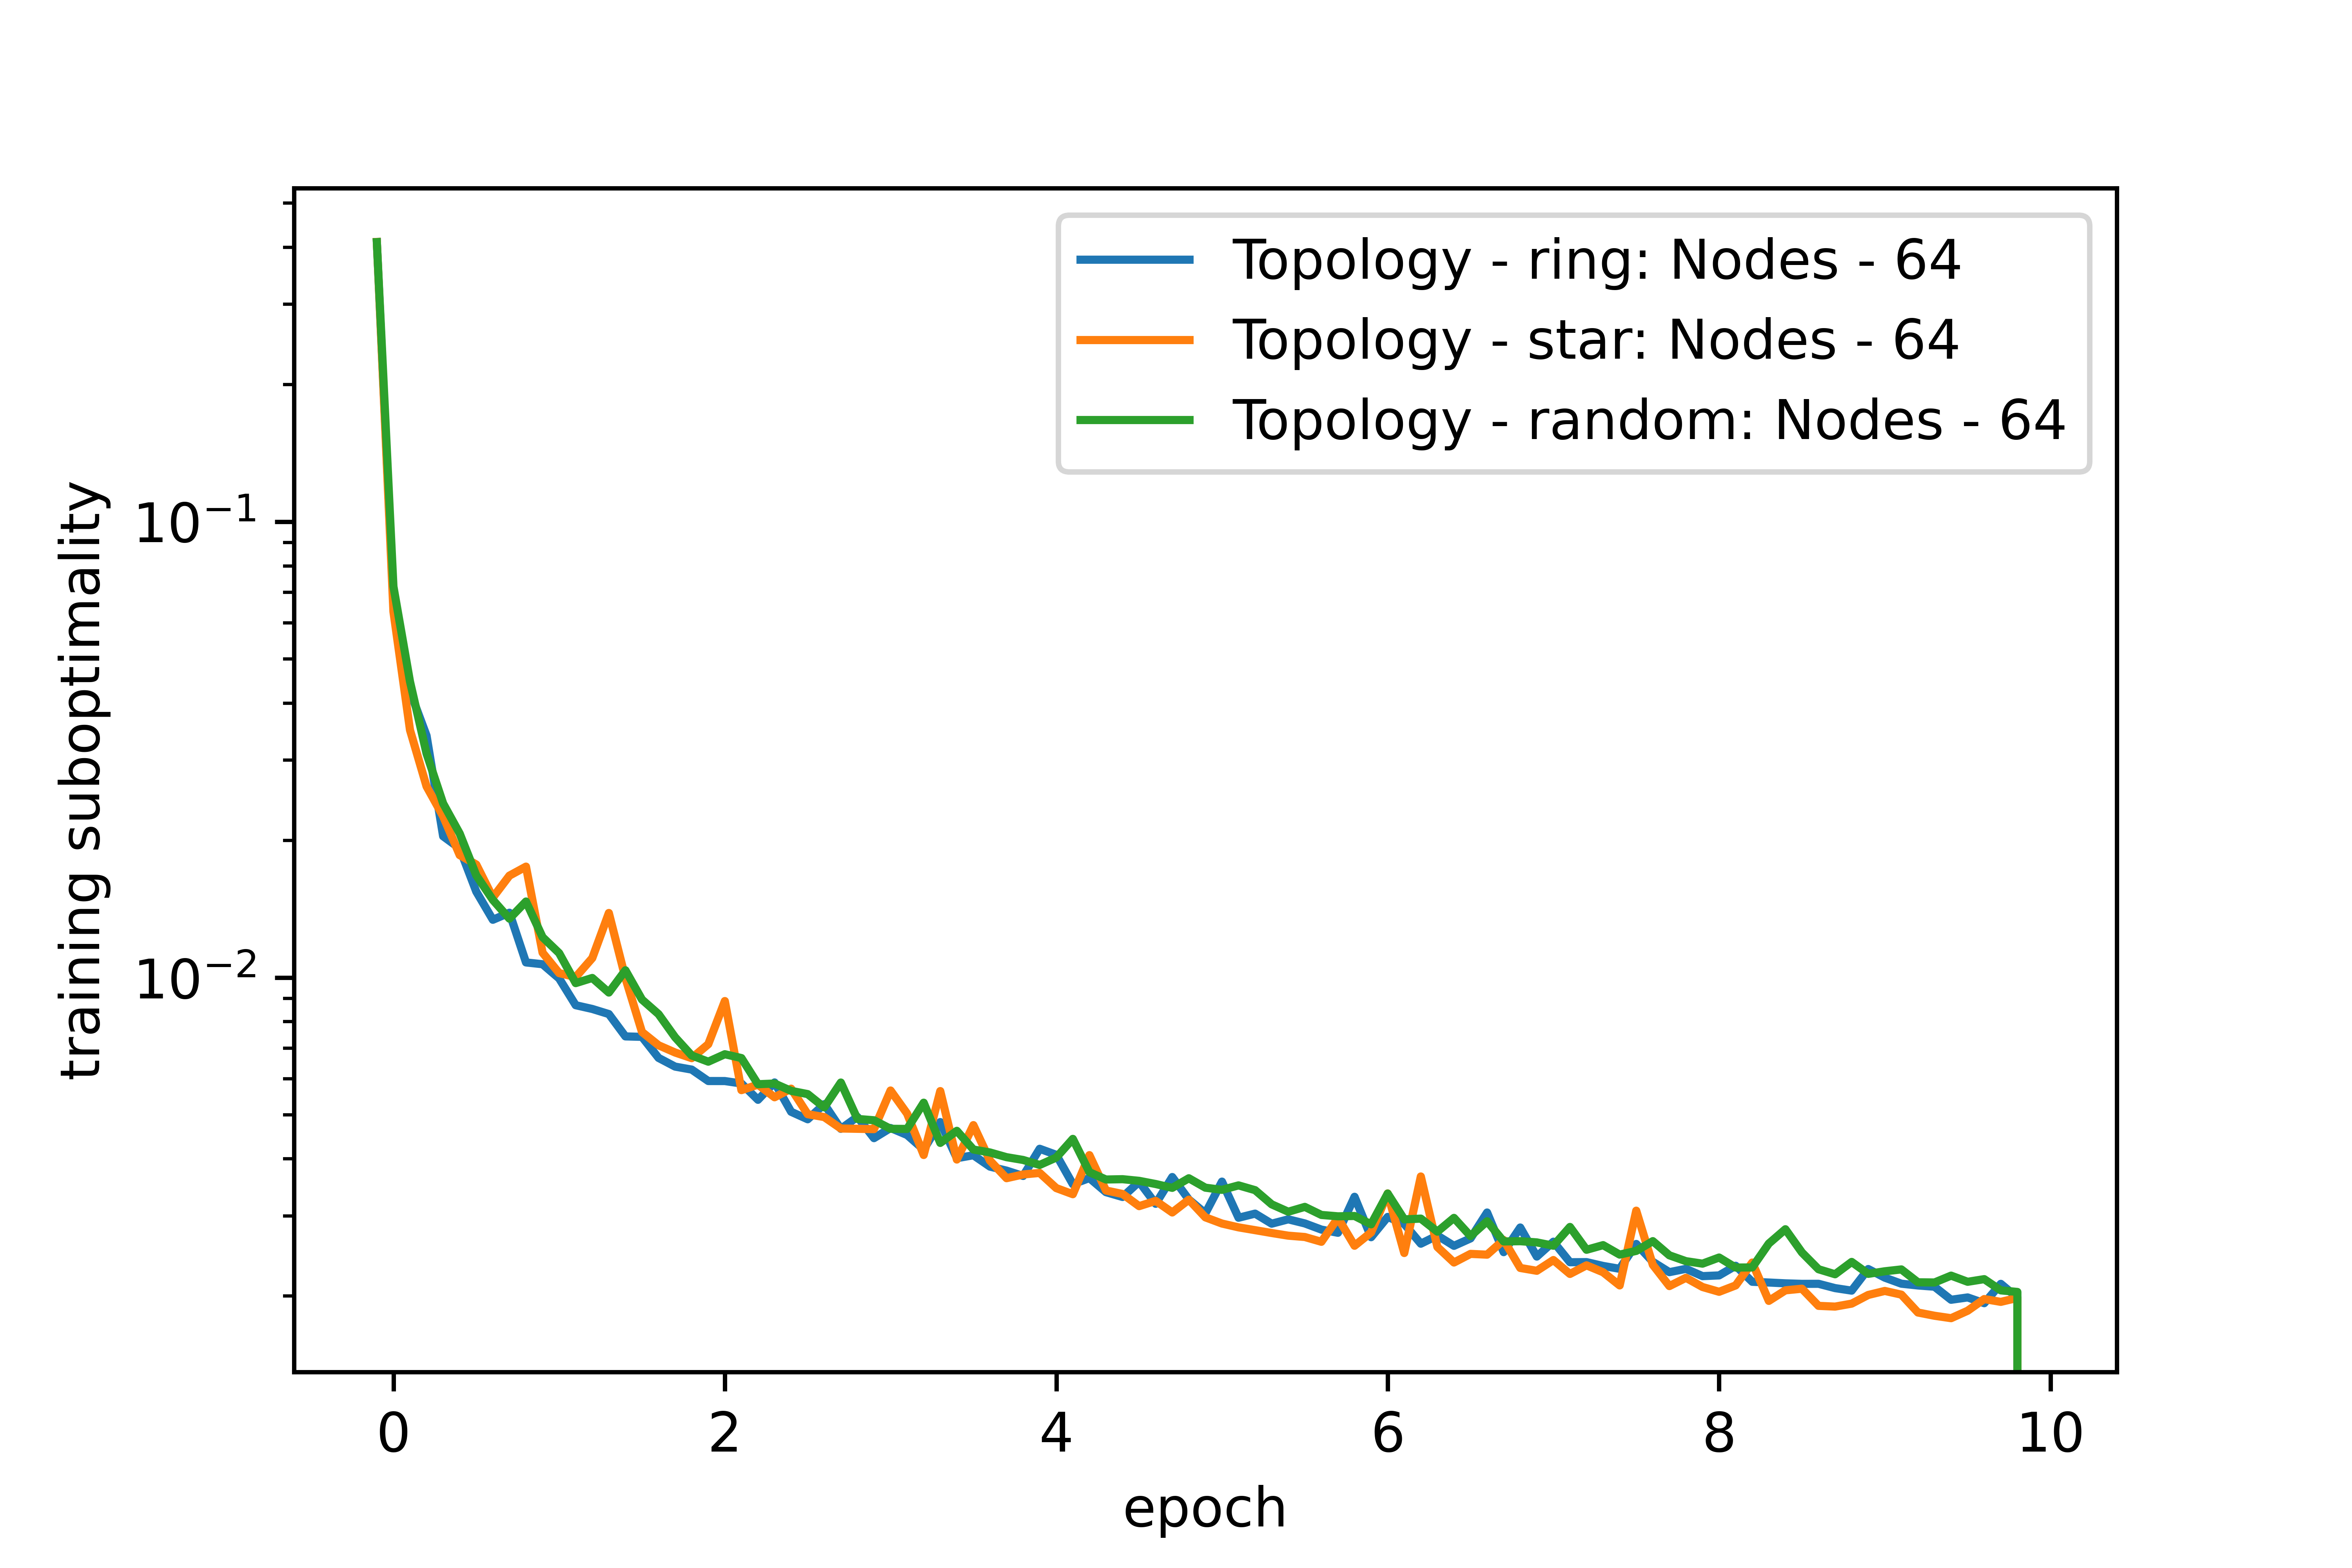 Topology - ring: Nodes - 64
Topology - star: Nodes - 64
Topology - random: Nodes - 64
training suboptimality
10⁻¹
10⁻²
0 2 4 6 8 10
epoch